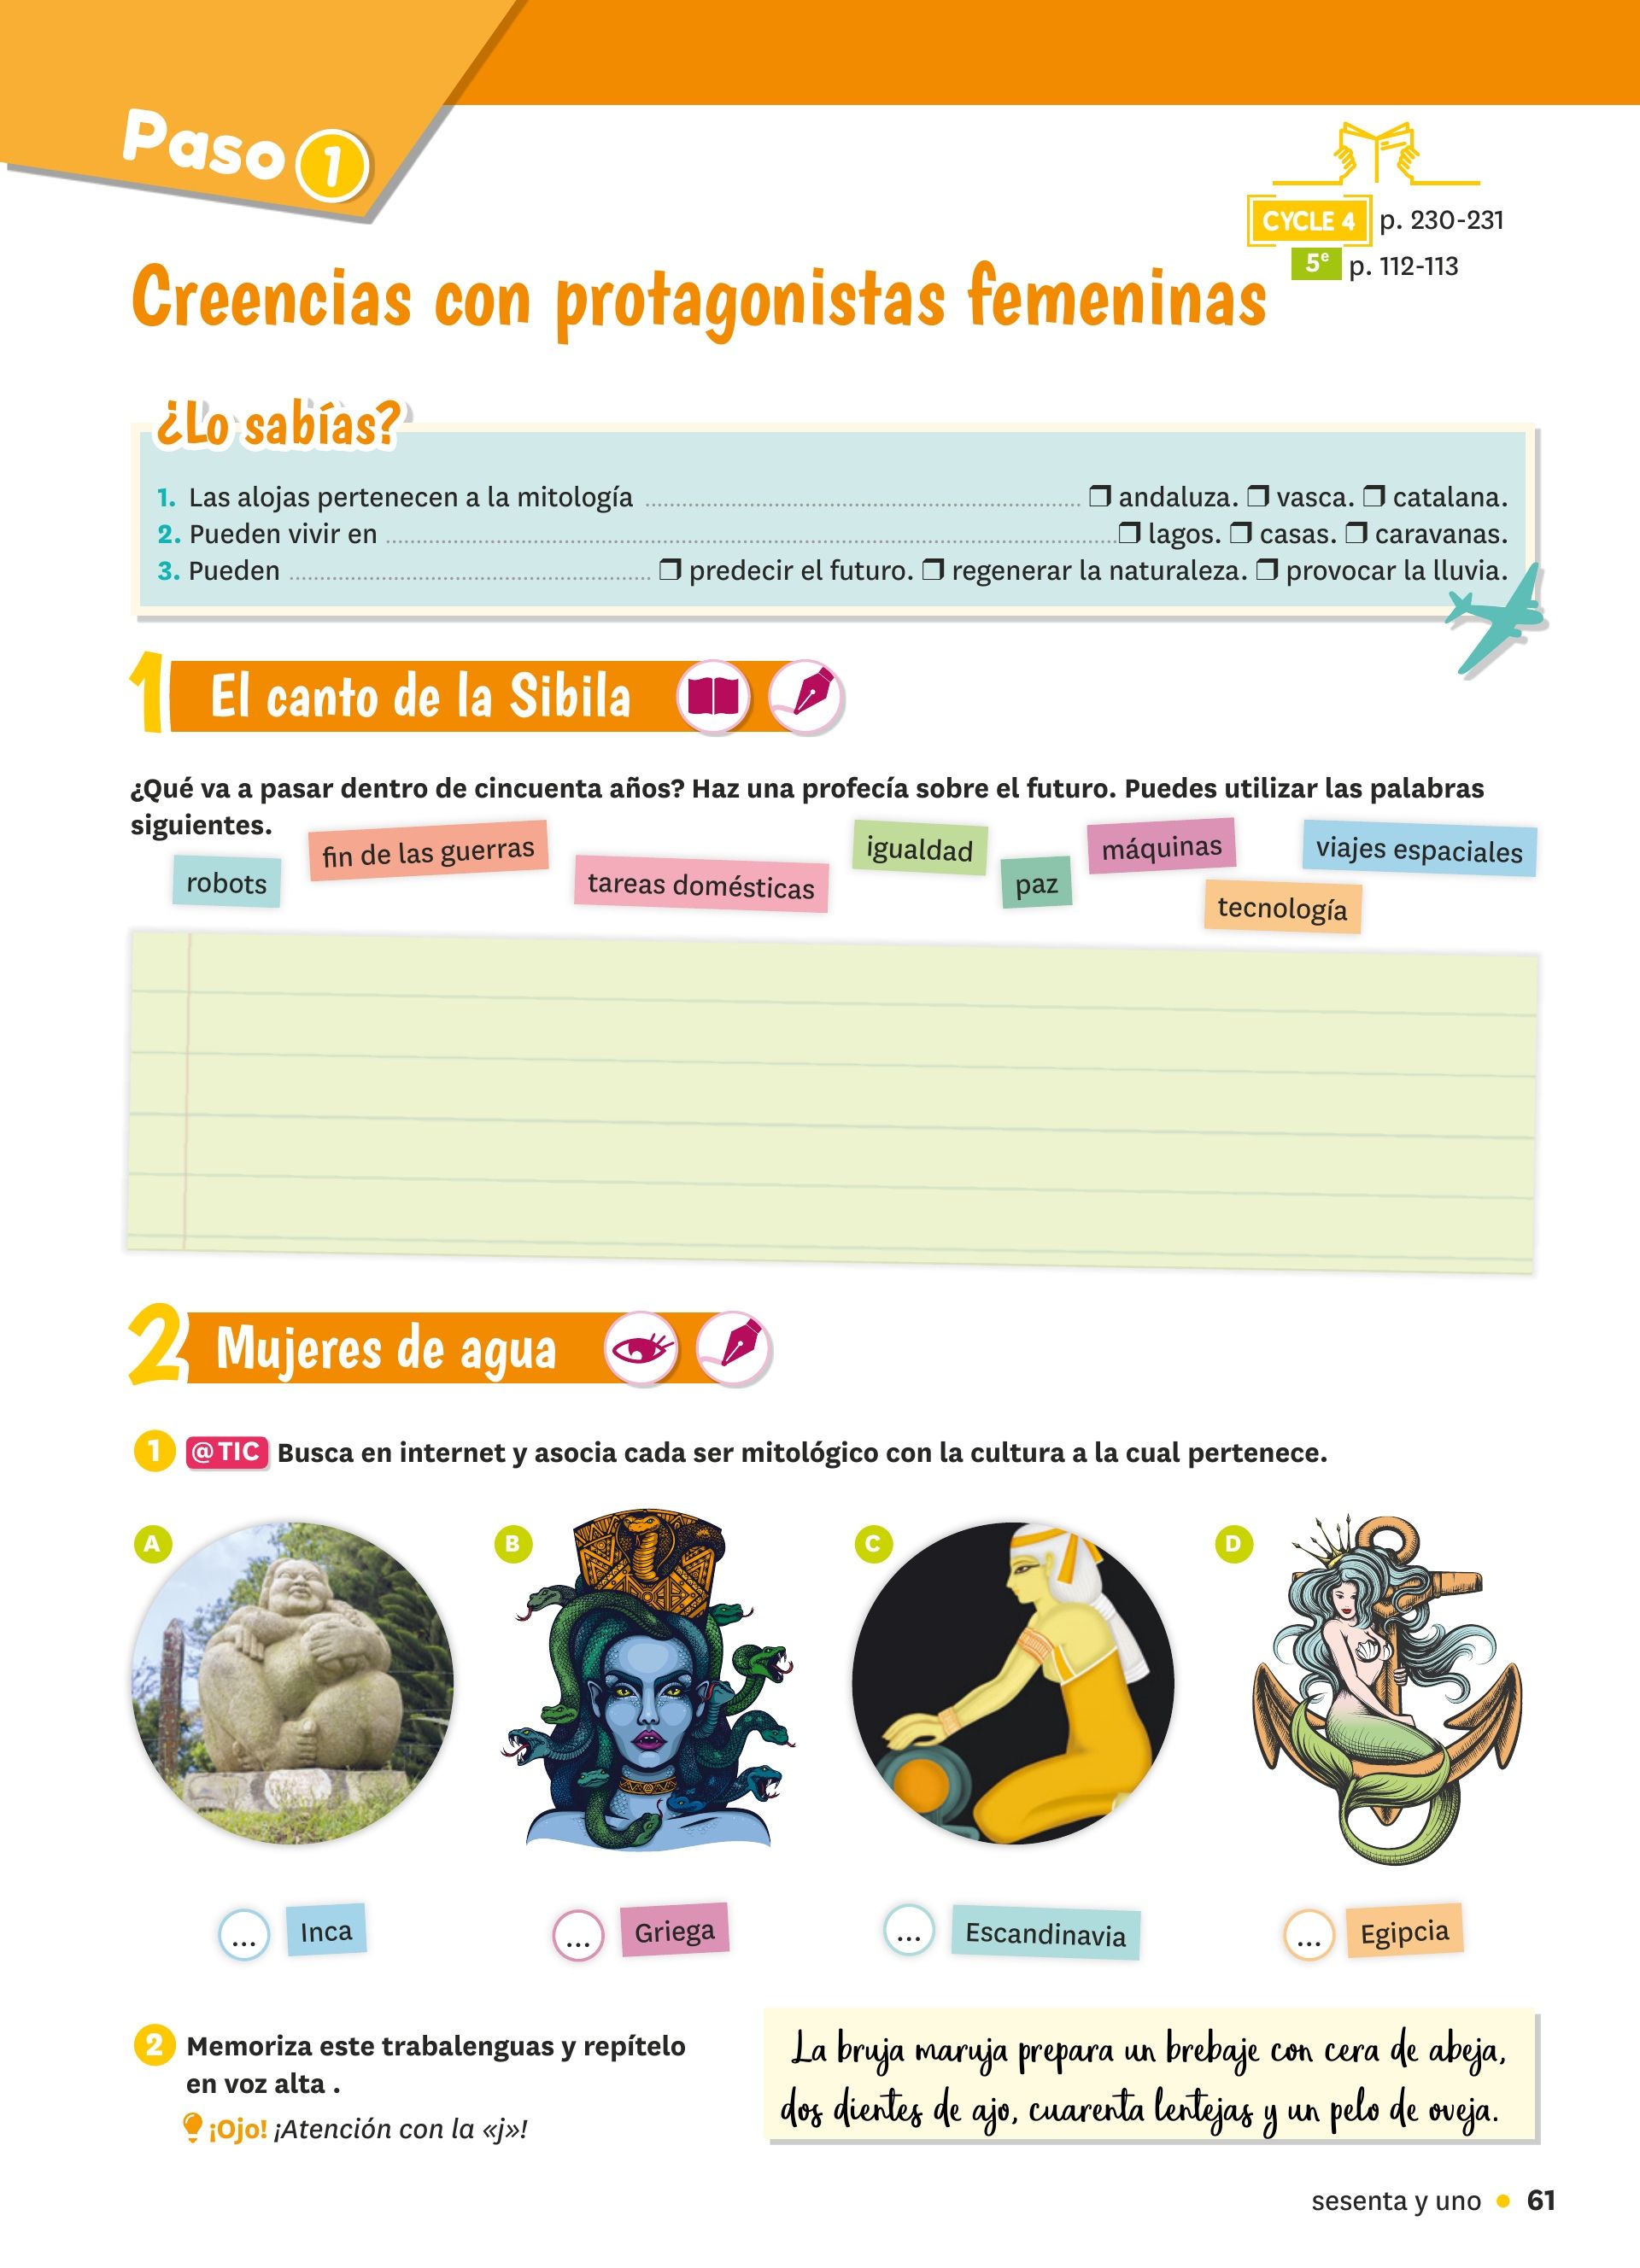 Paso 1
CYCLE 4 p. 230-231
5e p. 112-113
Creencias con protagonistas femeninas
¿Lo sabías?
1. Las alojas pertenecen a la mitología ❒ andaluza. ❒ vasca. ❒ catalana.
2. Pueden vivir en ❒ lagos. ❒ casas. ❒ caravanas.
3. Pueden ❒ predecir el futuro. ❒ regenerar la naturaleza. ❒ provocar la lluvia.
1 El canto de la Sibila
¿Qué va a pasar dentro de cincuenta años? Haz una profecía sobre el futuro. Puedes utilizar las palabras
siguientes.
robots
fin de las guerras
tareas domésticas
igualdad
paz
máquinas
tecnología
viajes espaciales
2 Mujeres de agua
1 @TIC Busca en internet y asocia cada ser mitológico con la cultura a la cual pertenece.
A
B
C
D
... Inca
... Griega
... Escandinavia
... Egipcia
2 Memoriza este trabalenguas y repítelo
en voz alta .
¡Ojo! ¡Atención con la «j»!
La bruja maruja prepara un brebaje con cera de abeja,
dos dientes de ajo, cuarenta lentejas y un pelo de oveja.
sesenta y uno • 61